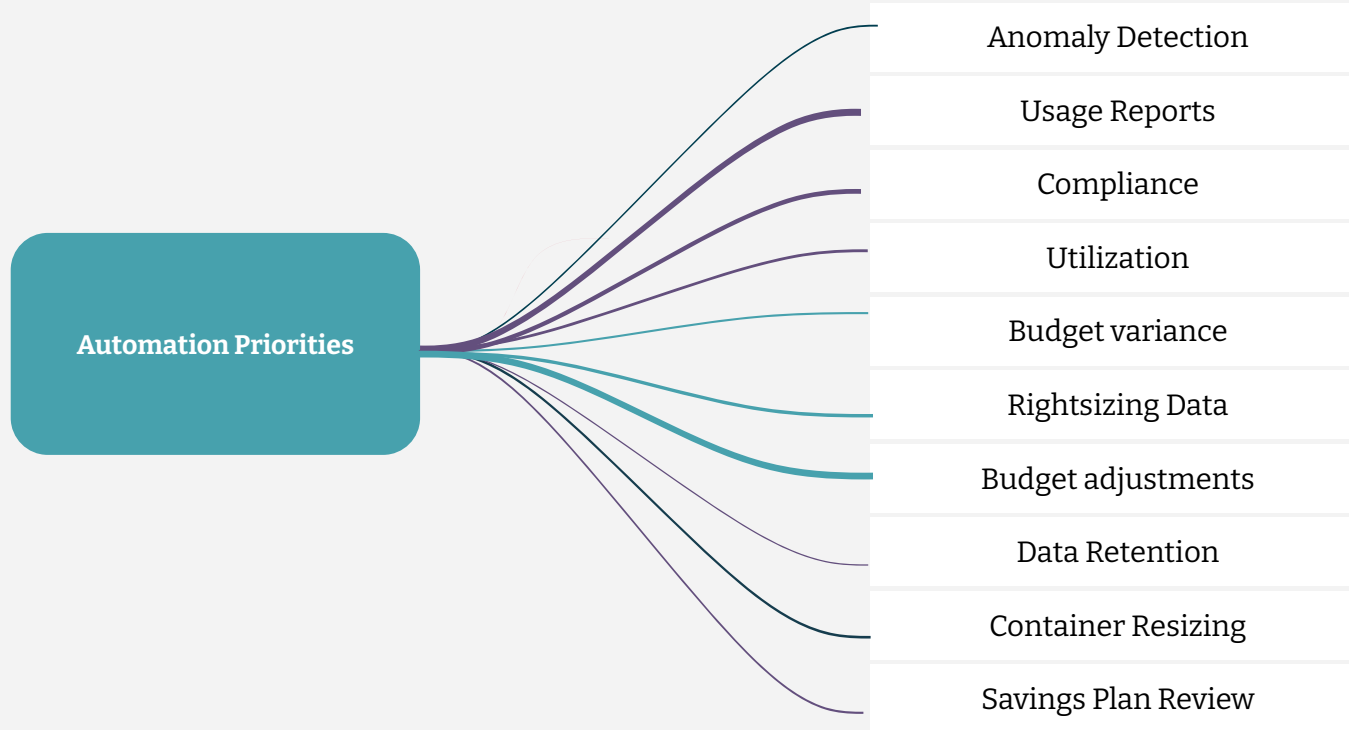 Automation Priorities
Anomaly Detection
Usage Reports
Compliance
Utilization
Budget variance
Rightsizing Data
Budget adjustments
Data Retention
Container Resizing
Savings Plan Review